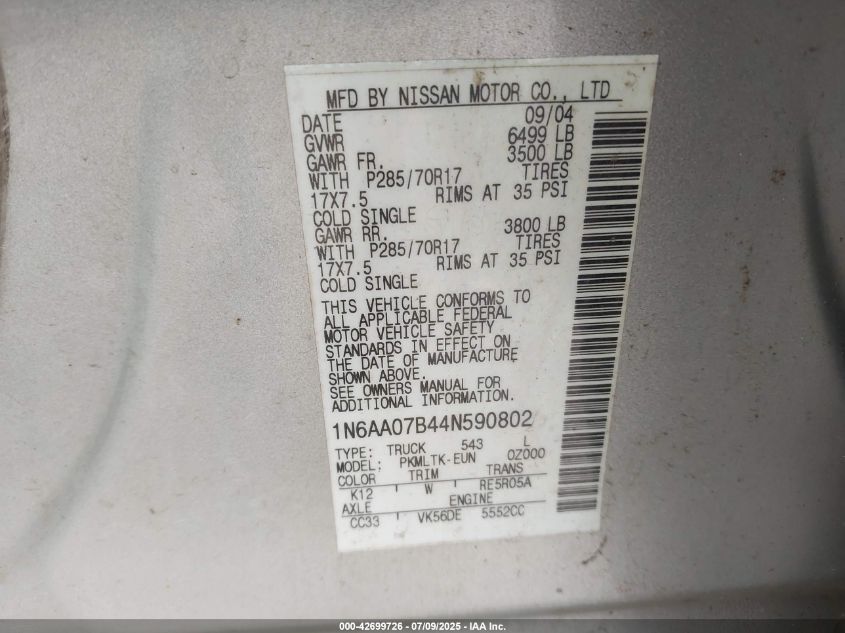 MFD BY NISSAN MOTOR CO., LTD
DATE 09/04
GVWR 6499 LB
GAWR FR. 3500 LB
WITH P285/70R17 TIRES
17X7.5 RIMS AT 35 PSI
COLD SINGLE
GAWR RR. 3800 LB
WITH P285/70R17 TIRES
17X7.5 RIMS AT 35 PSI
COLD SINGLE
THIS VEHICLE CONFORMS TO
ALL APPLICABLE FEDERAL
MOTOR VEHICLE SAFETY
STANDARDS IN EFFECT ON
THE DATE OF MANUFACTURE
SHOWN ABOVE.
SEE OWNERS MANUAL FOR
ADDITIONAL INFORMATION
1N6AA07B44N590802
TYPE: TRUCK 543 L
MODEL: PKMLTK-EUN 0Z000
COLOR TRIM TRANS
K12 W RE5R05A
AXLE ENGINE
CC33 VK56DE 5552CC
000-42699726 - 07/09/2025 - IAA Inc.